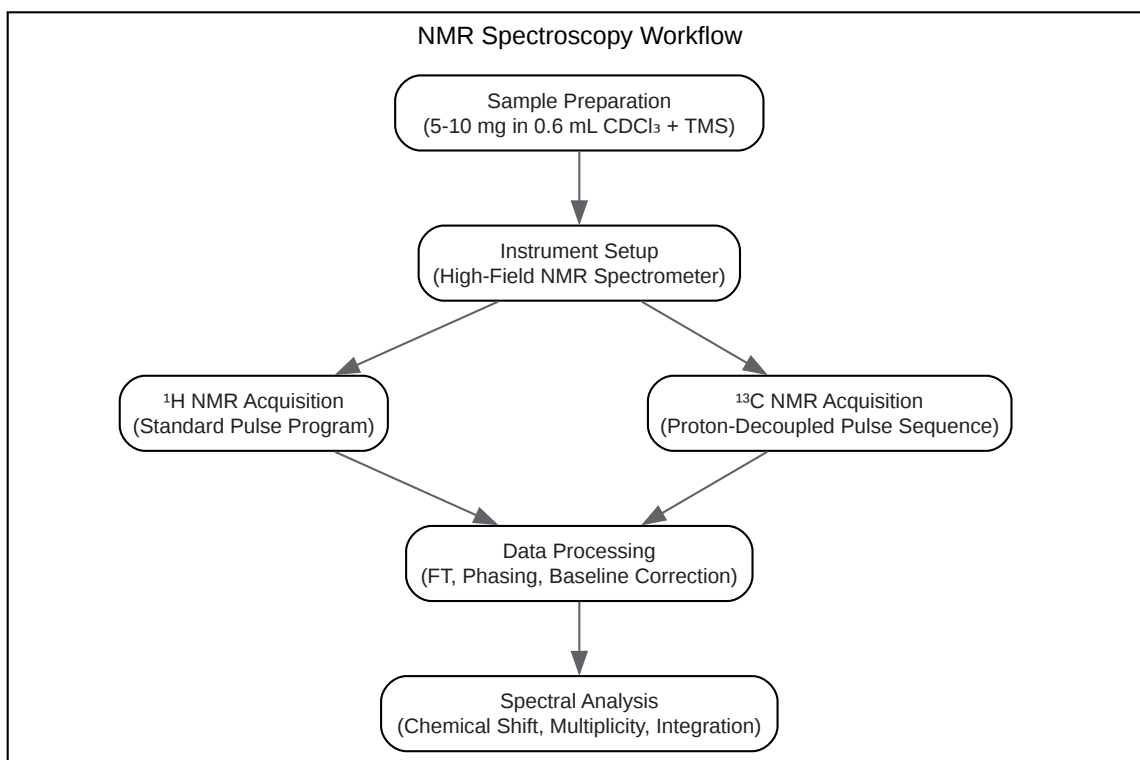 NMR Spectroscopy Workflow
Sample Preparation
(5-10 mg in 0.6 mL CDCl₃ + TMS)
Instrument Setup
(High-Field NMR Spectrometer)
¹H NMR Acquisition
(Standard Pulse Program)
¹³C NMR Acquisition
(Proton-Decoupled Pulse Sequence)
Data Processing
(FT, Phasing, Baseline Correction)
Spectral Analysis
(Chemical Shift, Multiplicity, Integration)